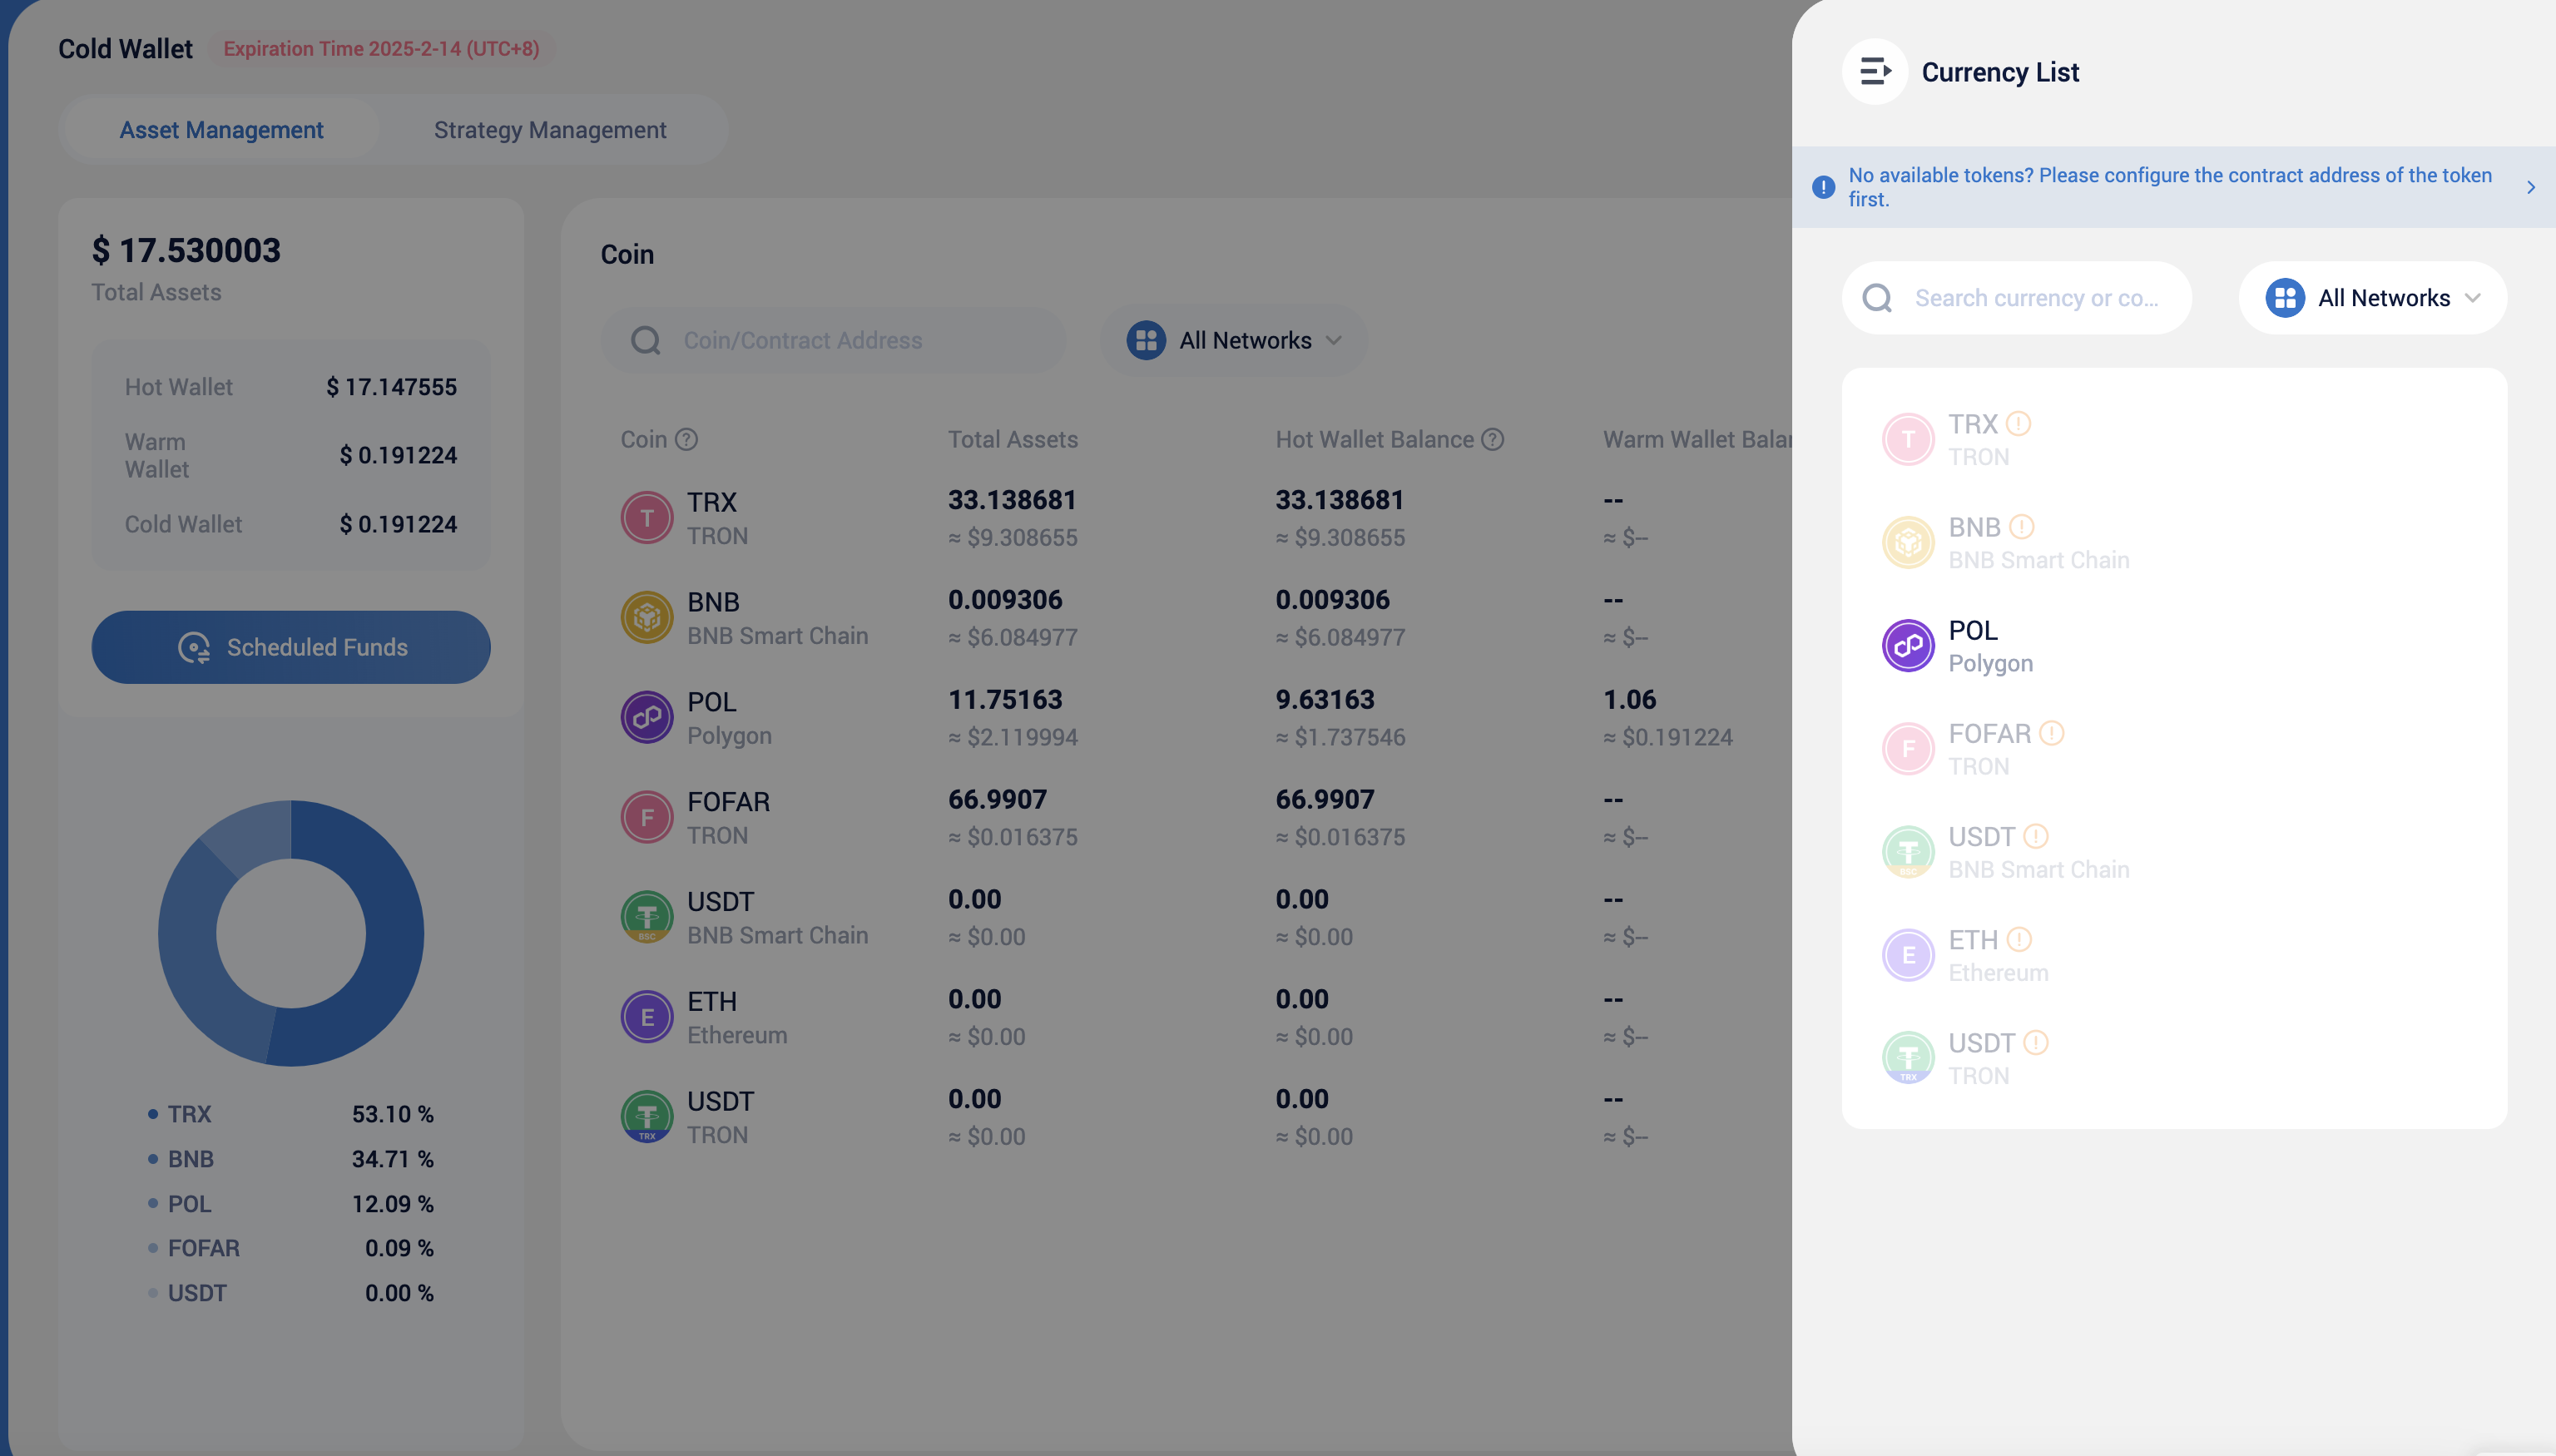 Cold Wallet
Expiration Time 2025-2-14 (UTC+8)
Asset Management
Strategy Management
$ 17.530003
Total Assets
Hot Wallet $ 17.147555
Warm
Wallet
$ 0.191224
Cold Wallet $ 0.191224
Scheduled Funds
TRX 53.10 %
BNB 34.71 %
POL 12.09 %
FOFAR 0.09 %
USDT 0.00 %
Coin
Coin/Contract Address
All Networks
Coin Total Assets Hot Wallet Balance Warm Wallet Balan
TRX 33.138681 33.138681 --
TRON ≈ $9.308655 ≈ $9.308655 ≈ $--
BNB 0.009306 0.009306 --
BNB Smart Chain ≈ $6.084977 ≈ $6.084977 ≈ $--
POL 11.75163 9.63163 1.06
Polygon ≈ $2.119994 ≈ $1.737546 ≈ $0.191224
FOFAR 66.9907 66.9907 --
TRON ≈ $0.016375 ≈ $0.016375 ≈ $--
USDT 0.00 0.00 --
BNB Smart Chain ≈ $0.00 ≈ $0.00 ≈ $--
ETH 0.00 0.00 --
Ethereum ≈ $0.00 ≈ $0.00 ≈ $--
USDT 0.00 0.00 --
TRON ≈ $0.00 ≈ $0.00 ≈ $--
Currency List
No available tokens? Please configure the contract address of the token
first.
Search currency or co...
All Networks
TRX
TRON
BNB
BNB Smart Chain
POL
Polygon
FOFAR
TRON
USDT
BNB Smart Chain
ETH
Ethereum
USDT
TRON